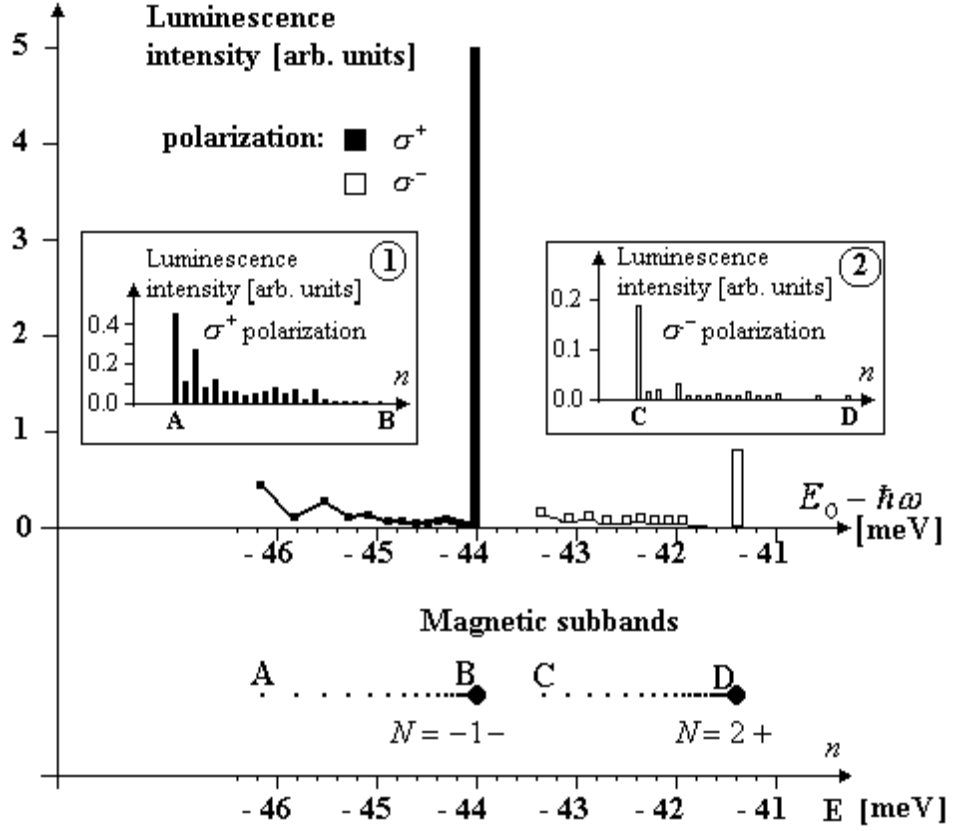 Luminescence
intensity [arb. units]
5
4
3
2
1
0
polarization: ■ σ⁺
□ σ⁻
1
Luminescence
intensity [arb. units]
σ⁺ polarization
0.4
0.2
0.0
n
A B
2
Luminescence
intensity [arb. units]
σ⁻ polarization
0.2
0.1
0.0
n
C D
E₀ − ħω
[meV]
- 46 - 45 - 44 - 43 - 42 - 41
Magnetic subbands
A B C D
N = −1 − N = 2 +
n
- 46 - 45 - 44 - 43 - 42 - 41 E [meV]